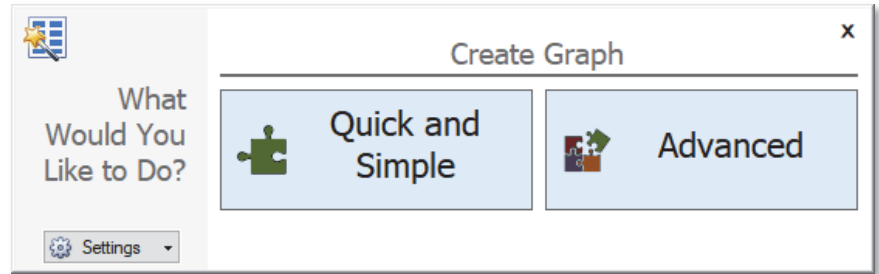 What
Would You
Like to Do?
Settings
Create Graph
x
Quick and
Simple
Advanced